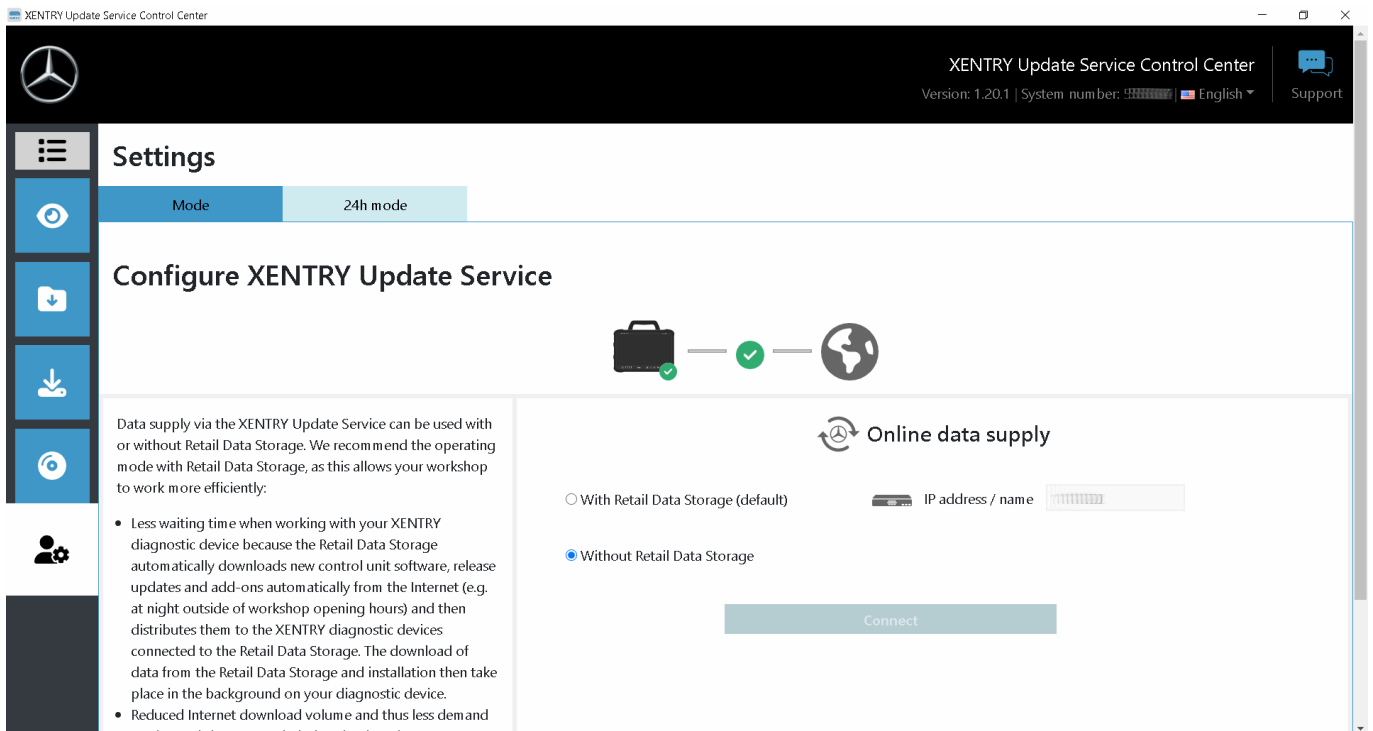 XENTRY Update Service Control Center
XENTRY Update Service Control Center
Version: 1.20.1 | System number: | English
Support
Settings
Mode
24h mode
Configure XENTRY Update Service
Data supply via the XENTRY Update Service can be used with
or without Retail Data Storage. We recommend the operating
mode with Retail Data Storage, as this allows your workshop
to work more efficiently:
• Less waiting time when working with your XENTRY
diagnostic device because the Retail Data Storage
automatically downloads new control unit software, release
updates and add-ons automatically from the Internet (e.g.
at night outside of workshop opening hours) and then
distributes them to the XENTRY diagnostic devices
connected to the Retail Data Storage. The download of
data from the Retail Data Storage and installation then take
place in the background on your diagnostic device.
• Reduced Internet download volume and thus less demand
Online data supply
With Retail Data Storage (default)
IP address / name
Without Retail Data Storage
Connect